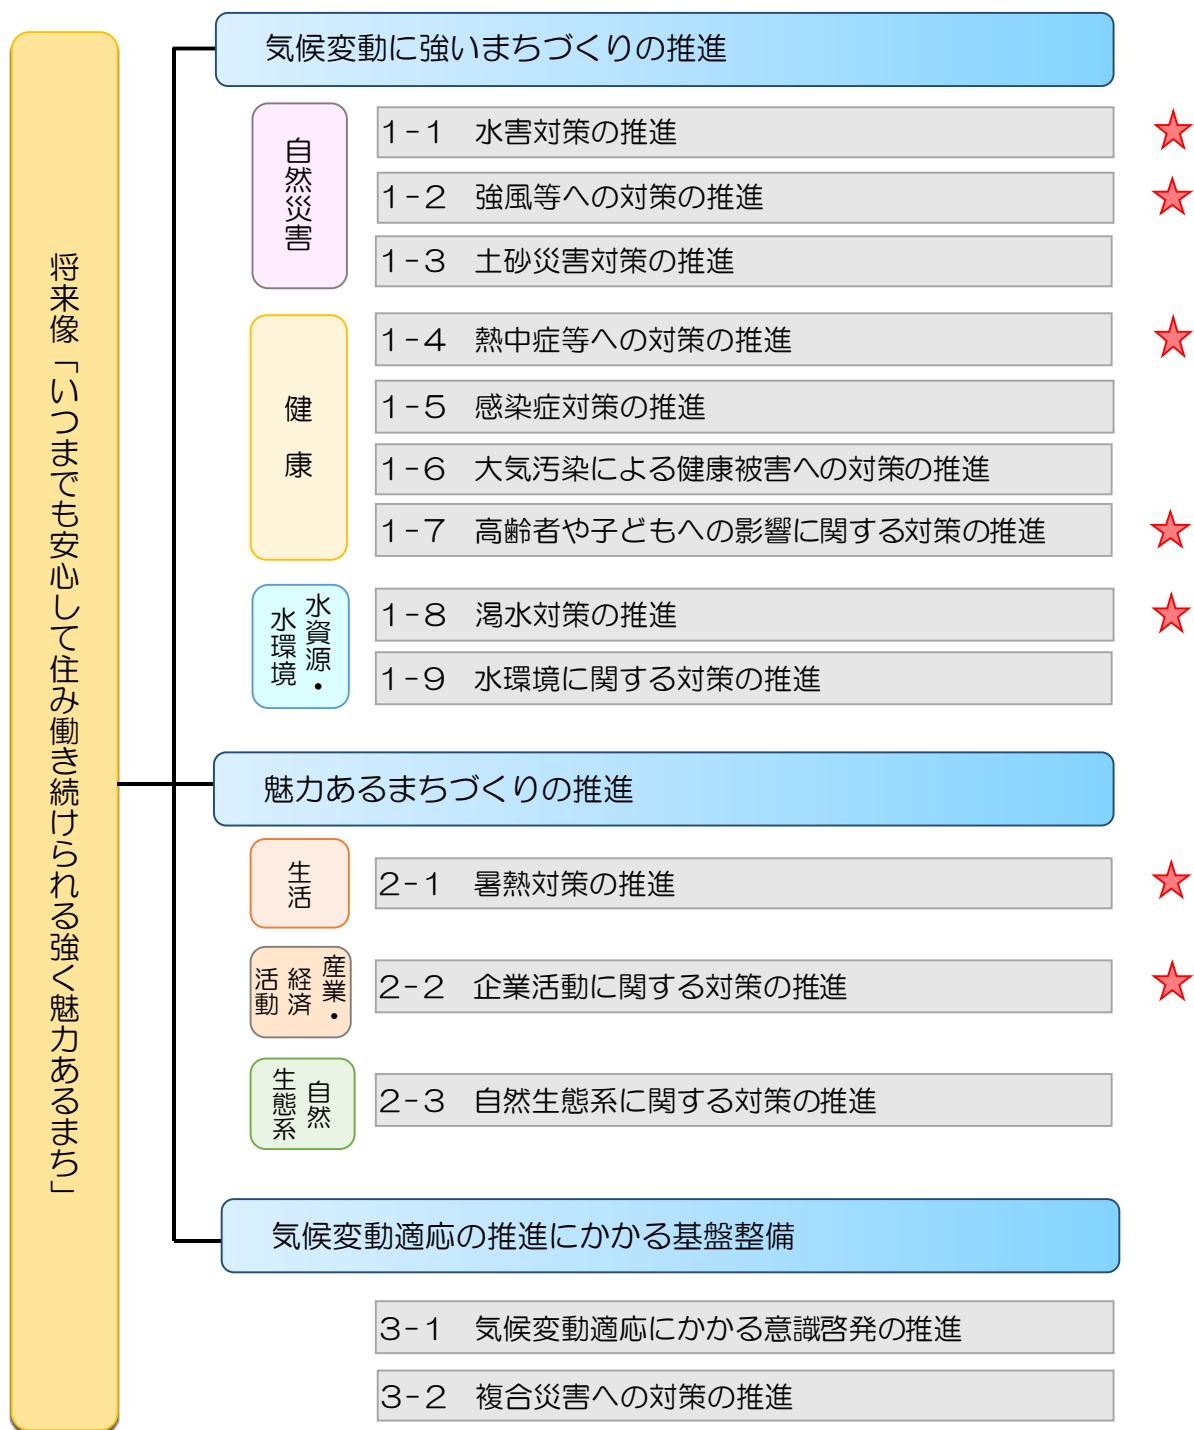 将来像「いつまでも安心して住み働き続けられる強く魅力あるまち」
気候変動に強いまちづくりの推進
自然災害
1-1 水害対策の推進
1-2 強風等への対策の推進
1-3 土砂災害対策の推進
健康
1-4 熱中症等への対策の推進
1-5 感染症対策の推進
1-6 大気汚染による健康被害への対策の推進
1-7 高齢者や子どもへの影響に関する対策の推進
水資源・
水環境
1-8 渇水対策の推進
1-9 水環境に関する対策の推進
魅力あるまちづくりの推進
生活
2-1 暑熱対策の推進
産業・
経済
活動
2-2 企業活動に関する対策の推進
自然
生態系
2-3 自然生態系に関する対策の推進
気候変動適応の推進にかかる基盤整備
3-1 気候変動適応にかかる意識啓発の推進
3-2 複合災害への対策の推進